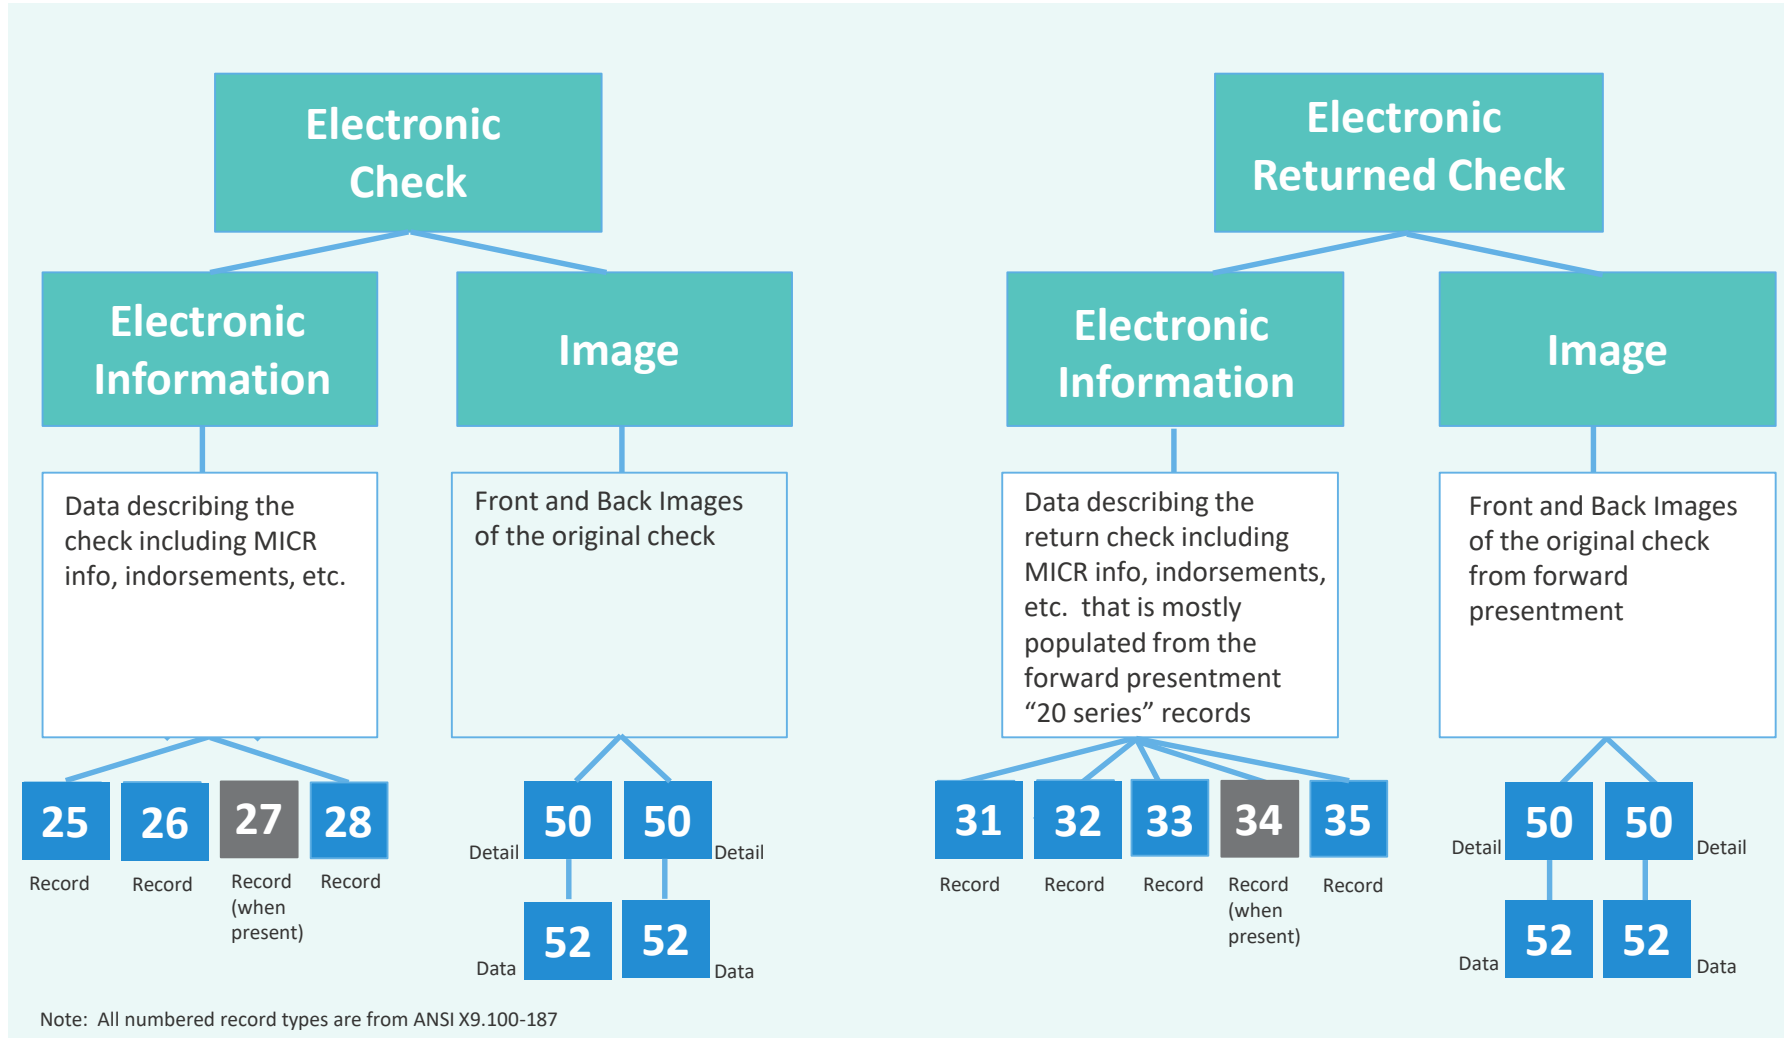 Electronic
Check
Electronic
Information
Image
Data describing the
check including MICR
info, indorsements, etc.
Front and Back Images
of the original check
25
26
27
28
Record
Record
Record
(when
present)
Record
50
50
Detail
Detail
52
52
Data
Data
Electronic
Returned Check
Electronic
Information
Image
Data describing the
return check including
MICR info, indorsements,
etc.  that is mostly
populated from the
forward presentment
“20 series” records
Front and Back Images
of the original check
from forward
presentment
31
32
33
34
35
Record
Record
Record
Record
(when
present)
Record
50
50
Detail
Detail
52
52
Data
Data
Note:  All numbered record types are from ANSI X9.100-187